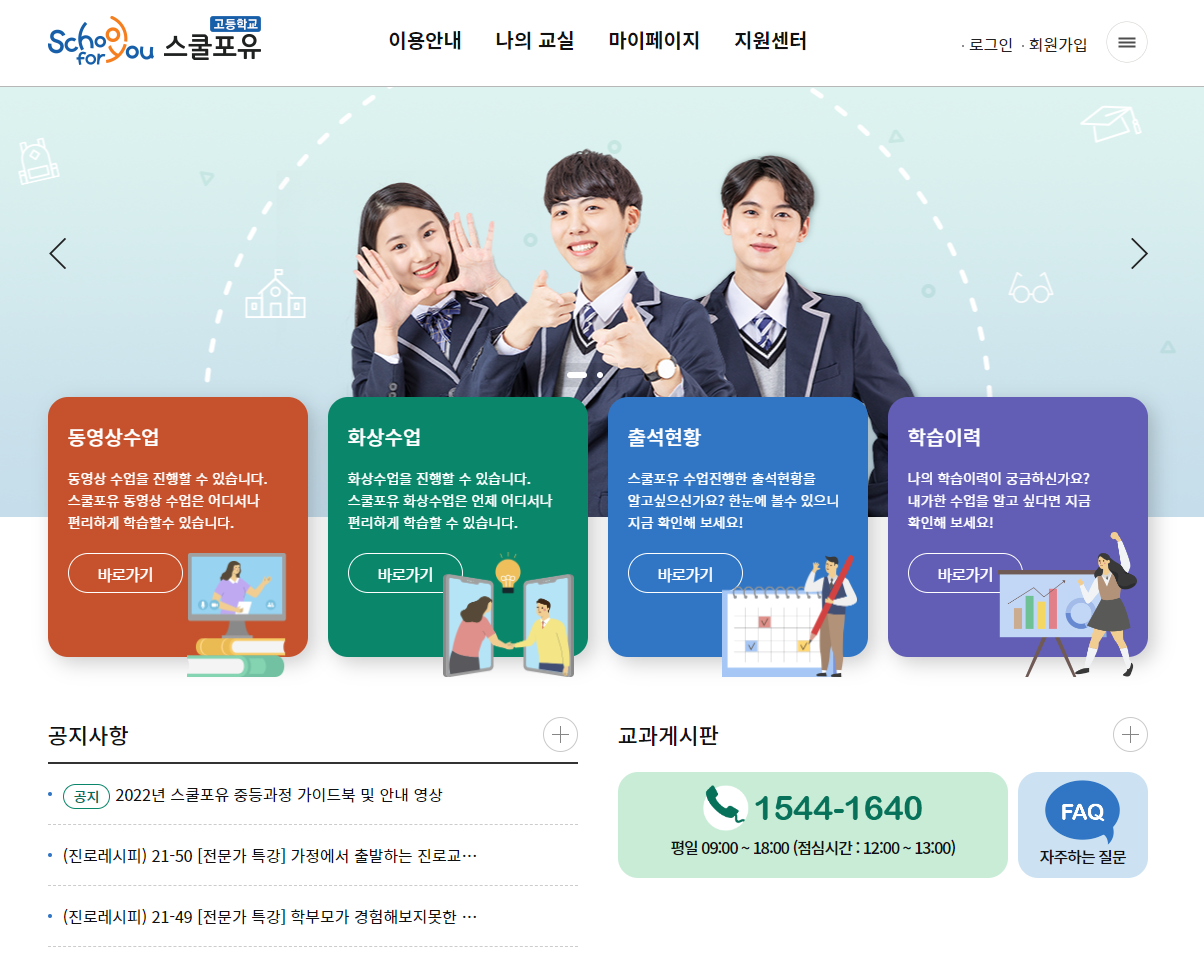 School for you
고등학교
스쿨포유
이용안내 나의 교실 마이페이지 지원센터
· 로그인 · 회원가입
동영상수업
동영상 수업을 진행할 수 있습니다.
스쿨포유 동영상 수업은 어디서나
편리하게 학습할수 있습니다.
바로가기
화상수업
화상수업을 진행할 수 있습니다.
스쿨포유 화상수업은 언제 어디서나
편리하게 학습할 수 있습니다.
바로가기
출석현황
스쿨포유 수업진행한 출석현황을
알고싶으신가요? 한눈에 볼수 있으니
지금 확인해 보세요!
바로가기
학습이력
나의 학습이력이 궁금하신가요?
내가한 수업을 알고 싶다면 지금
확인해 보세요!
바로가기
공지사항
공지 2022년 스쿨포유 중등과정 가이드북 및 안내 영상
(진로레시피) 21-50 [전문가 특강] 가정에서 출발하는 진로교…
(진로레시피) 21-49 [전문가 특강] 학부모가 경험해보지못한 …
교과게시판
1544-1640
평일 09:00 ~ 18:00 (점심시간 : 12:00 ~ 13:00)
FAQ
자주하는 질문